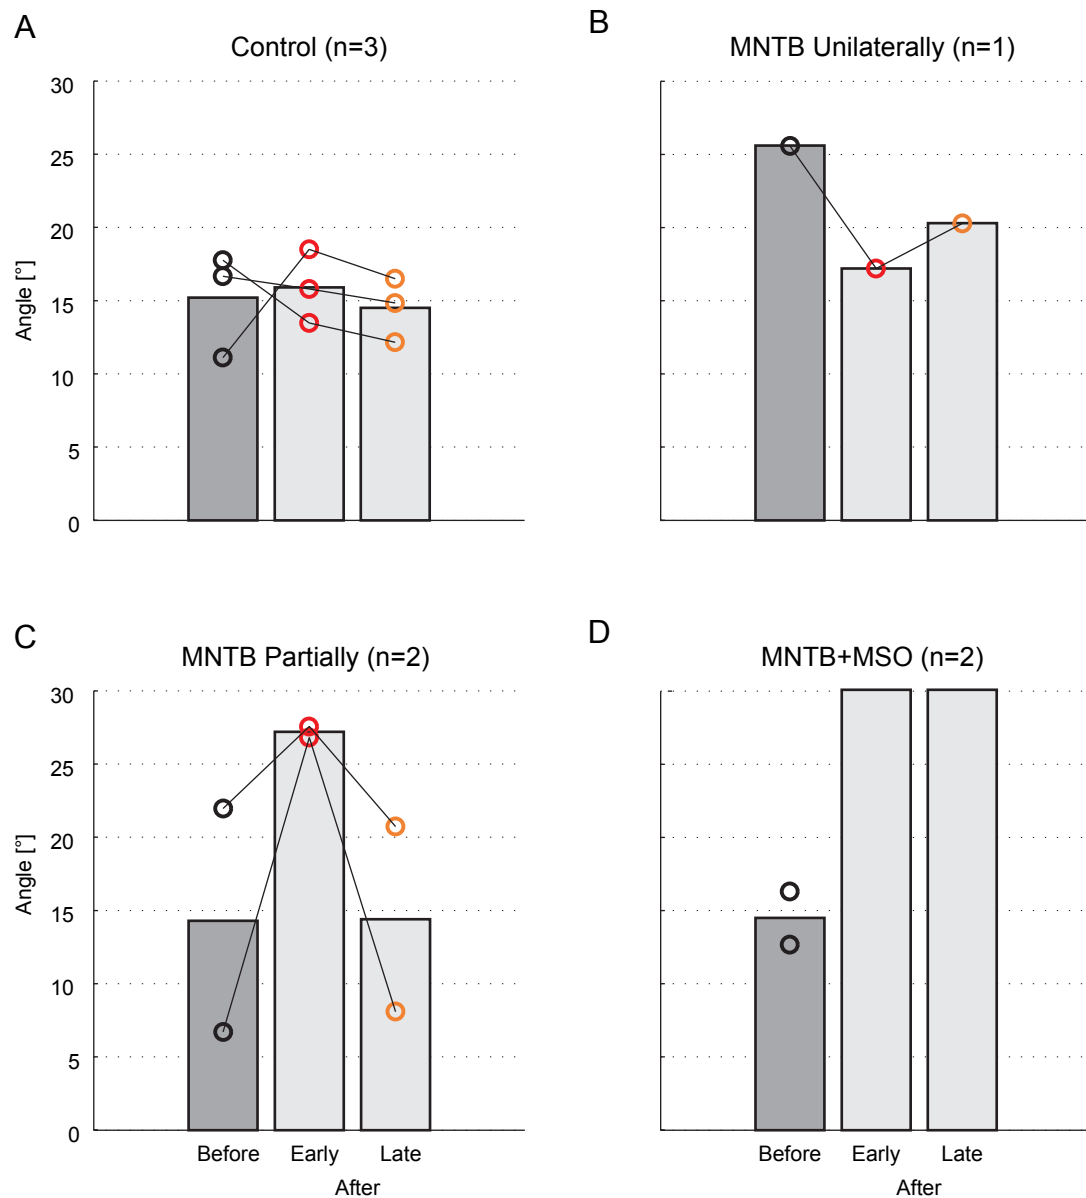 A
Control (n=3)
B
MNTB Unilaterally (n=1)
30
25
20
15
10
5
0
Angle [°]
C
MNTB Partially (n=2)
D
MNTB+MSO (n=2)
30
25
20
15
10
5
0
Angle [°]
Before
Early
Late
After
Before
Early
Late
After